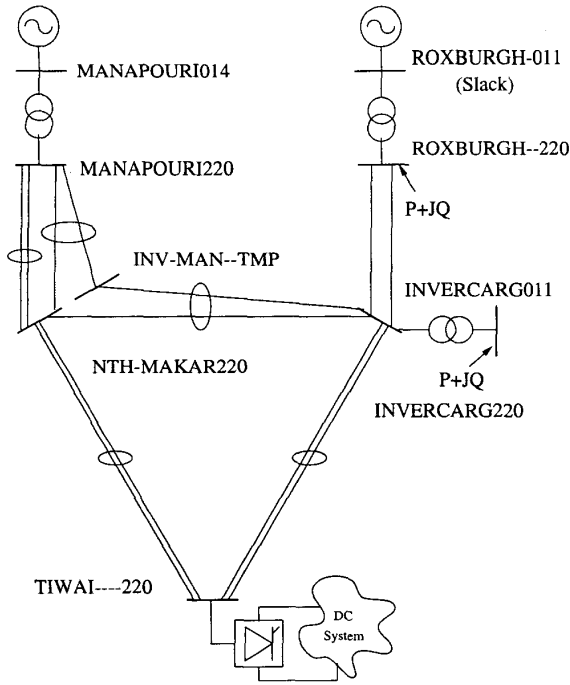 MANAPOURI014
ROXBURGH-011
(Slack)
MANAPOURI220
ROXBURGH--220
P+JQ
INV-MAN--TMP
INVERCARG011
NTH-MAKAR220
P+JQ
INVERCARG220
TIWAI----220
DC
System